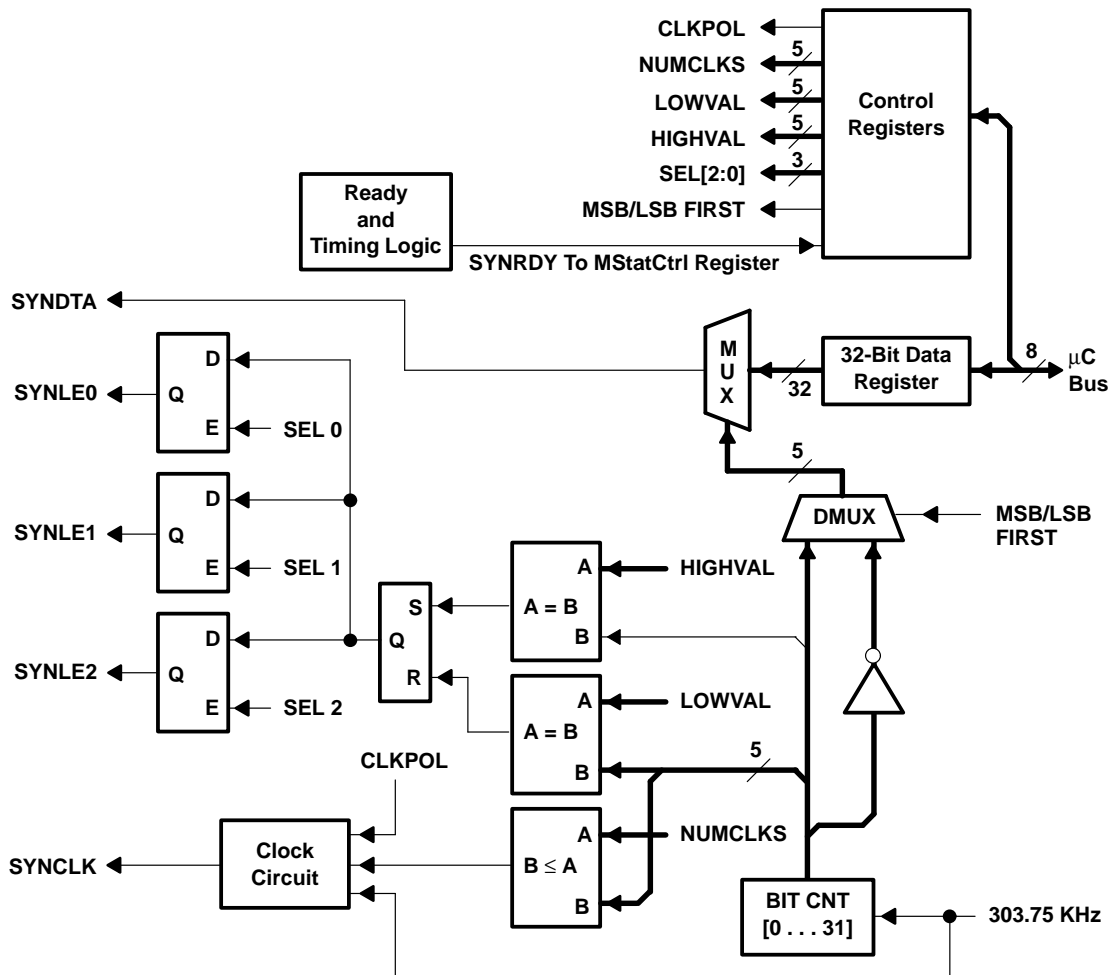 CLKPOL
5
NUMCLKS
5
LOWVAL
5
HIGHVAL
3
SEL[2:0]
MSB/LSB FIRST
Control
Registers
Ready
and
Timing Logic
SYNRDY To MStatCtrl Register
SYNDTA
MUX
32
32-Bit Data
Register
8
μC
Bus
SYNLE0
D
Q
E
SEL 0
5
DMUX
MSB/LSB
FIRST
SYNLE1
D
Q
E
SEL 1
S
Q
R
A
HIGHVAL
A = B
B
SYNLE2
D
Q
E
SEL 2
A
LOWVAL
A = B
B
5
CLKPOL
SYNCLK
Clock
Circuit
A
NUMCLKS
B ≤ A
B
BIT CNT
[0 . . . 31]
303.75 KHz